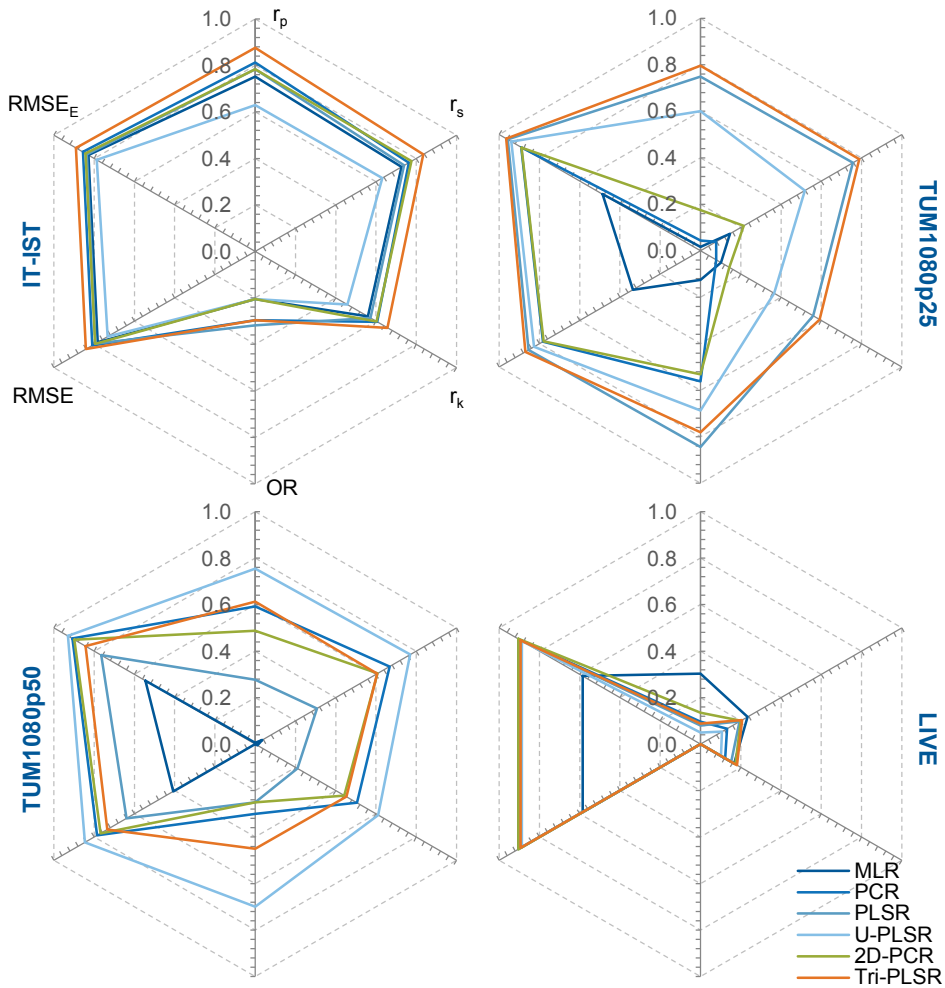 1.0
0.8
0.6
0.4
0.2
0.0
r_p
r_s
r_k
OR
RMSE
RMSE_E
IT-IST
1.0
0.8
0.6
0.4
0.2
0.0
TUM1080p25
1.0
0.8
0.6
0.4
0.2
0.0
TUM1080p50
1.0
0.8
0.6
0.4
0.2
0.0
LIVE
MLR
PCR
PLSR
U-PLSR
2D-PCR
Tri-PLSR